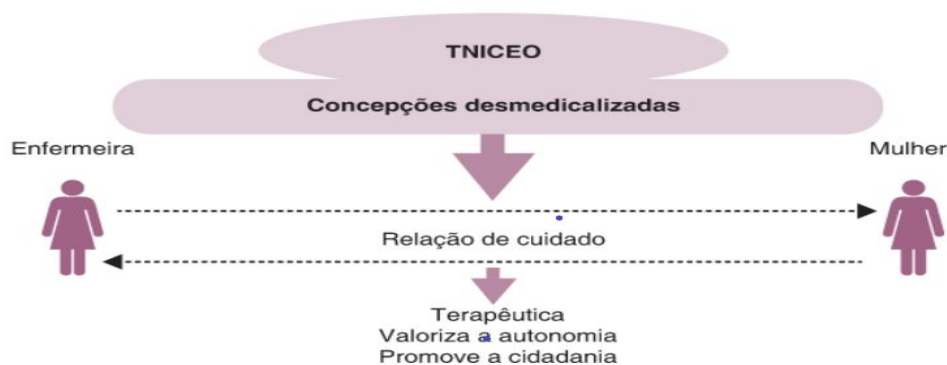 TNICEO
Concepções desmedicalizadas
Enfermeira
Mulher
Relação de cuidado
Terapêutica
Valoriza a autonomia
Promove a cidadania